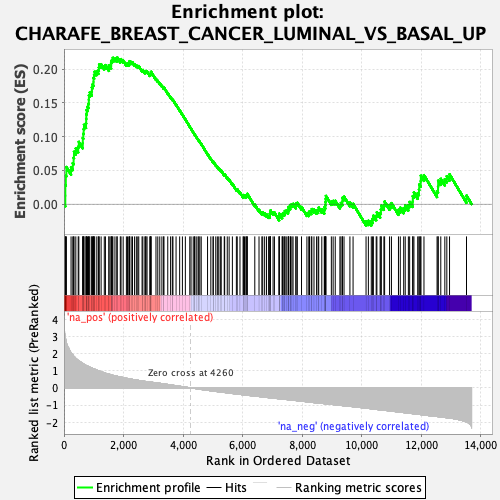 Enrichment plot:
CHARAFE_BREAST_CANCER_LUMINAL_VS_BASAL_UP
Enrichment score (ES)
0.20
0.15
0.10
0.05
0.00
'na_pos' (positively correlated)
Ranked list metric (PreRanked)
4
3
2
1
0
-1
-2
Zero cross at 4260
'na_neg' (negatively correlated)
0
2,000
4,000
6,000
8,000
10,000
12,000
14,000
Rank in Ordered Dataset
Enrichment profile
Hits
Ranking metric scores